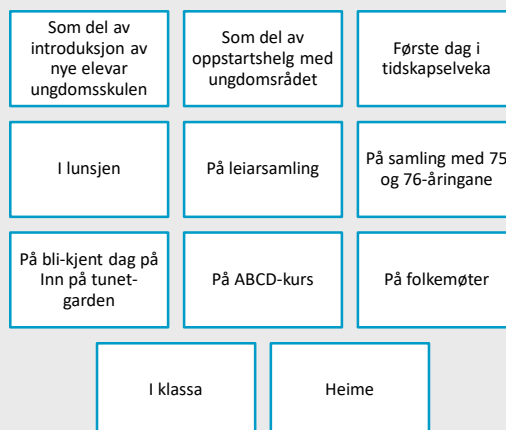 Som del av
introduksjon av
nye elevar
ungdomsskulen
Som del av
oppstartshelg med
ungdomsrådet
Første dag i
tidskapselveka
I lunsjen
På leiarsamling
På samling med 75
og 76-åringane
På bli-kjent dag på
Inn på tunet-
garden
På ABCD-kurs
På folkemøter
I klassa
Heime